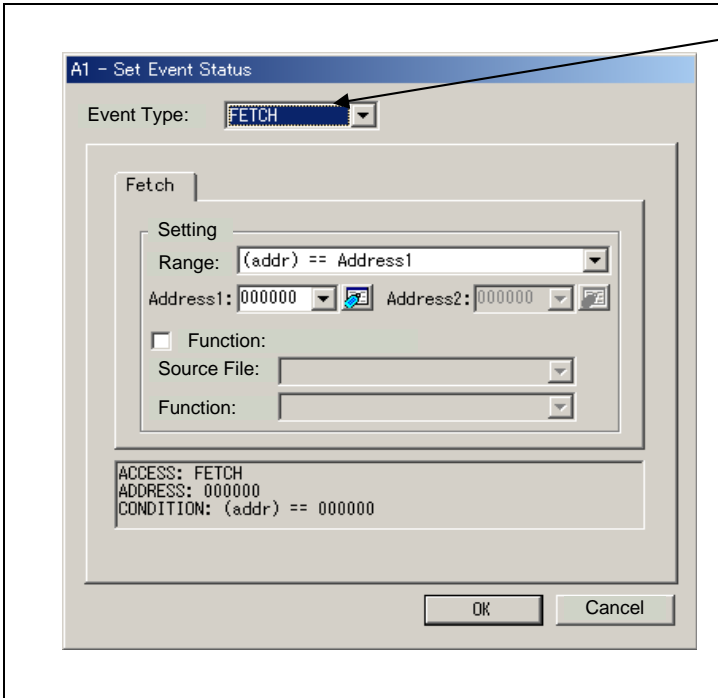 A1 - Set Event Status
Event Type: FETCH
Fetch
Setting
Range: (addr) == Address1
Address1: 000000 Address2: 000000
Function:
Source File:
Function:
ACCESS: FETCH
ADDRESS: 000000
CONDITION: (addr) == 000000
OK Cancel